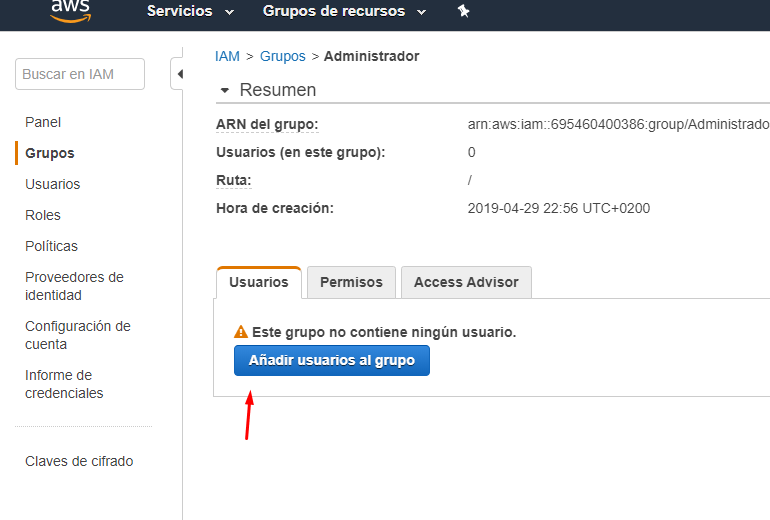 aws Servicios Grupos de recursos
Buscar en IAM
Panel
Grupos
Usuarios
Roles
Políticas
Proveedores de
identidad
Configuración de
cuenta
Informe de
credenciales
Claves de cifrado
IAM > Grupos > Administrador
Resumen
ARN del grupo: arn:aws:iam::695460400386:group/Administrado
Usuarios (en este grupo): 0
Ruta: /
Hora de creación: 2019-04-29 22:56 UTC+0200
Usuarios Permisos Access Advisor
Este grupo no contiene ningún usuario.
Añadir usuarios al grupo